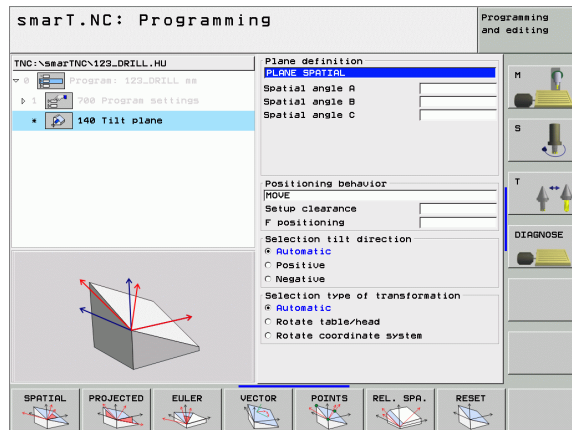 smarT.NC: Programming
Programming and editing
TNC:\smarTNC\123_DRILL.HU
0 Program: 123_DRILL mm
1 700 Program settings
* 140 Tilt plane
Plane definition
PLANE SPATIAL
Spatial angle A
Spatial angle B
Spatial angle C
Positioning behavior
MOVE
Setup clearance
F positioning
Selection tilt direction
Automatic
Positive
Negative
Selection type of transformation
Automatic
Rotate table/head
Rotate coordinate system
M
S
T
DIAGNOSE
SPATIAL
PROJECTED
EULER
VECTOR
POINTS
REL. SPA.
RESET